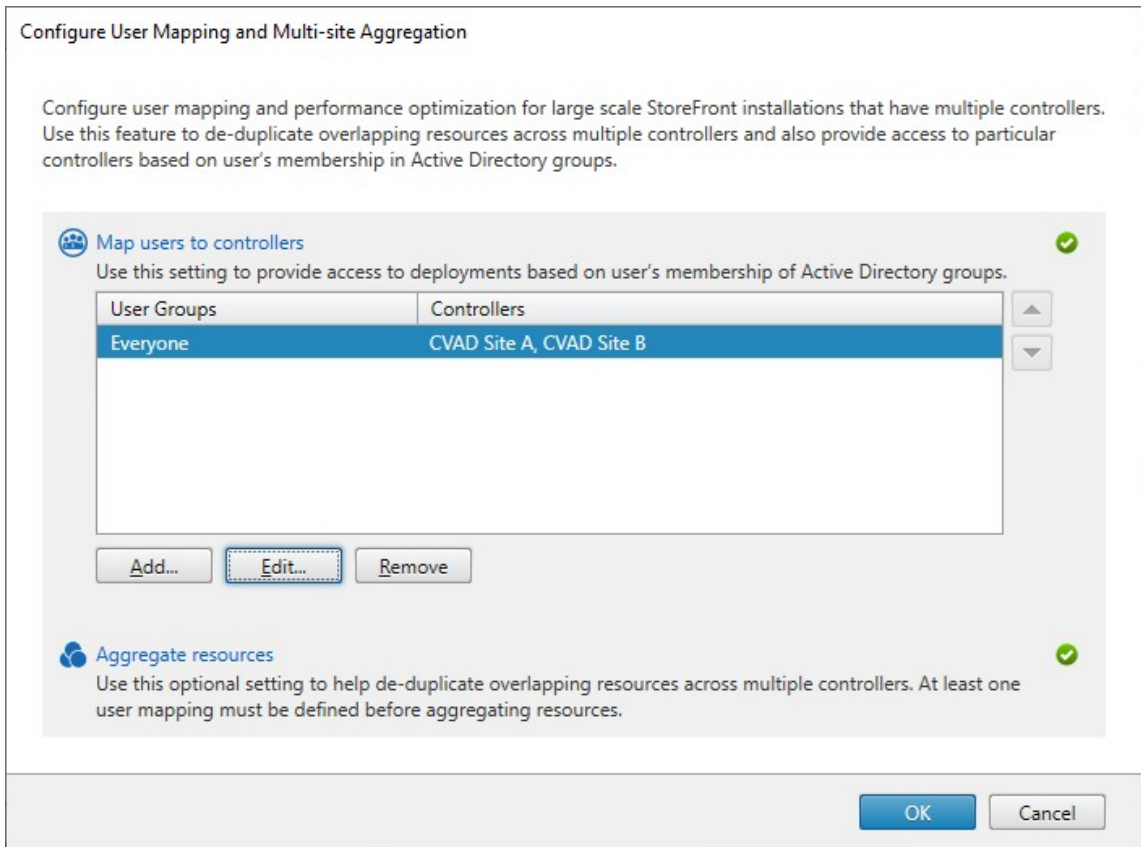 Configure User Mapping and Multi-site Aggregation
Configure user mapping and performance optimization for large scale StoreFront installations that have multiple controllers.
Use this feature to de-duplicate overlapping resources across multiple controllers and also provide access to particular
controllers based on user's membership in Active Directory groups.
Map users to controllers
Use this setting to provide access to deployments based on user's membership of Active Directory groups.
User Groups Controllers
Everyone CVAD Site A, CVAD Site B
Add... Edit... Remove
Aggregate resources
Use this optional setting to help de-duplicate overlapping resources across multiple controllers. At least one
user mapping must be defined before aggregating resources.
OK Cancel